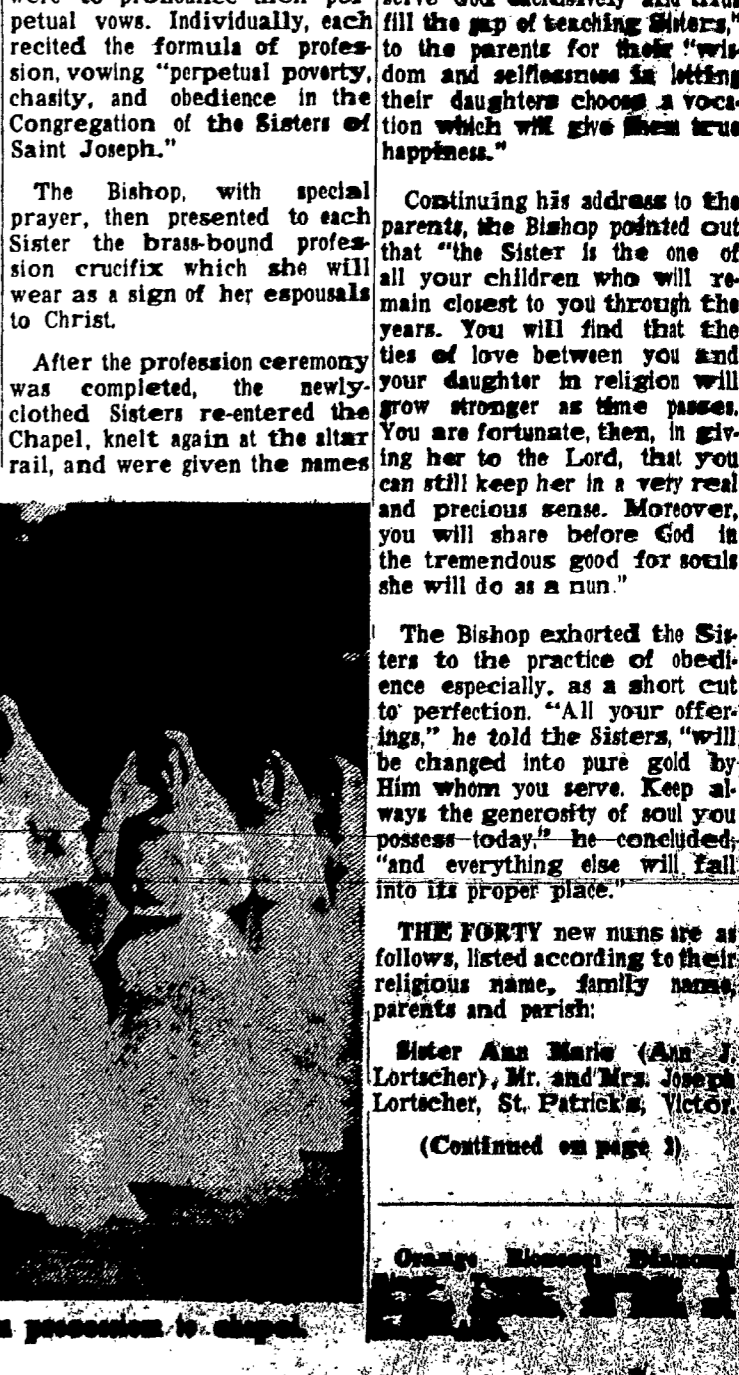 were to pronounce their per-
petual vows. Individually, each
recited the formula of profes-
sion, vowing "perpetual poverty,
chasity, and obedience in the
Congregation of the Sisters of
Saint Joseph."
The Bishop, with special
prayer, then presented to each
Sister the brass-bound profes-
sion crucifix which she will
wear as a sign of her espousals
to Christ.
After the profession ceremony
was completed, the newly-
clothed Sisters re-entered the
Chapel, knelt again at the altar
rail, and were given the names
procession to chapel.
serve God exclusively and thus
fill the gap of teaching Sisters,"
to the parents for their "wis-
dom and selflessness in letting
their daughters choose a voca-
tion which will give them true
happiness."
Continuing his address to the
parents, the Bishop pointed out
that "the Sister is the one of
all your children who will re-
main closest to you through the
years. You will find that the
ties of love between you and
your daughter in religion will
grow stronger as time passes.
You are fortunate, then, in giv-
ing her to the Lord, that you
can still keep her in a very real
and precious sense. Moreover,
you will share before God in
the tremendous good for souls
she will do as a nun."
The Bishop exhorted the Sis-
ters to the practice of obedi-
ence especially, as a short cut
to perfection. "All your offer-
ings," he told the Sisters, "will
be changed into pure gold by
Him whom you serve. Keep al-
ways the generosity of soul you
possess today," he concluded,
"and everything else will fall
into its proper place."
THE FORTY new nuns are as
follows, listed according to their
religious name, family name,
parents and parish:
Sister Ann Marie (Ann J.
Lortscher), Mr. and Mrs. Joseph
Lortscher, St. Patrick's, Victor.
(Continued on page
Orange Blossom Diamond